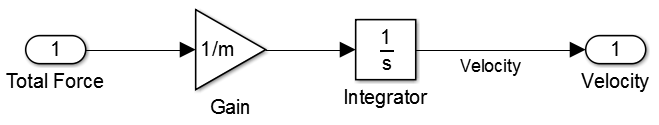 1
Total Force
1/m
Gain
1
s
Integrator
Velocity
1
Velocity